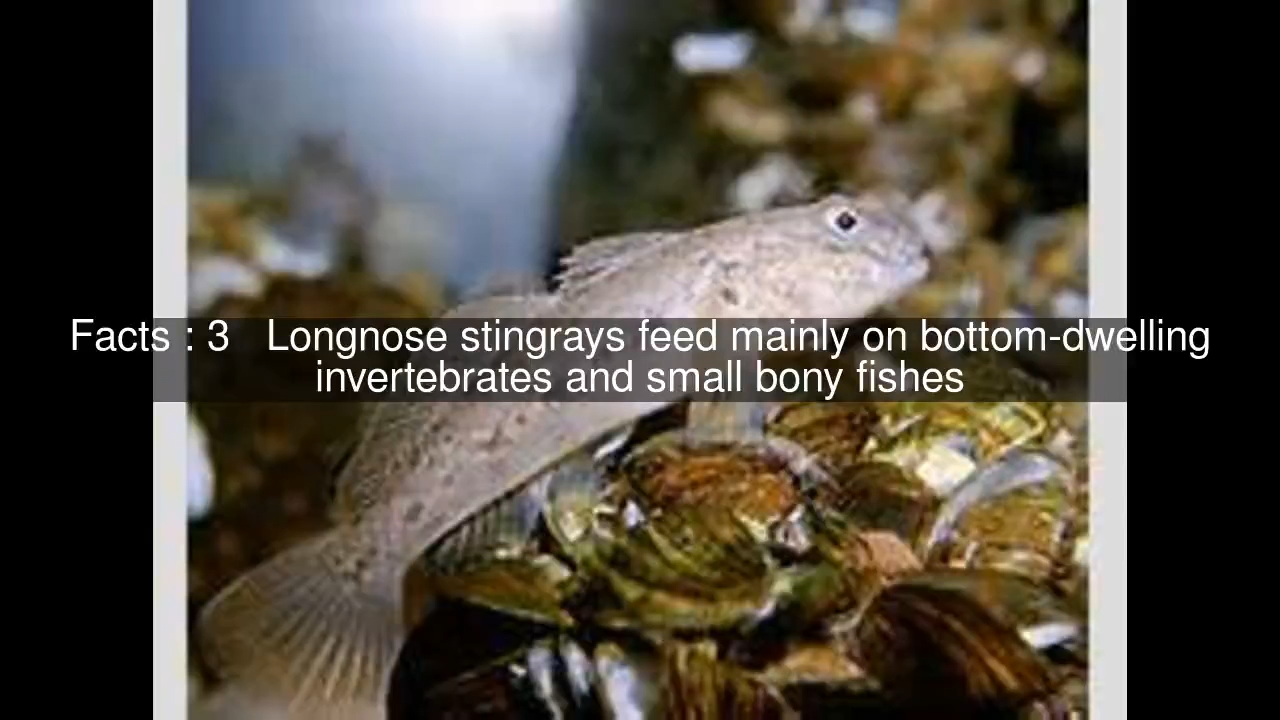 Facts : 3   Longnose stingrays feed mainly on bottom-dwelling
invertebrates and small bony fishes